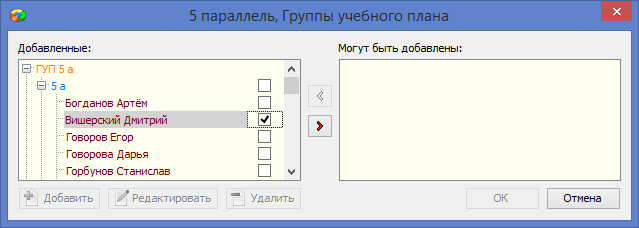 5 параллель, Группы учебного плана
Добавленные:
Могут быть добавлены:
ГУП 5 а
5 а
Богданов Артём
Вишерский Дмитрий
Говоров Егор
Говорова Дарья
Горбунов Станислав
Добавить Редактировать Удалить OK Отмена